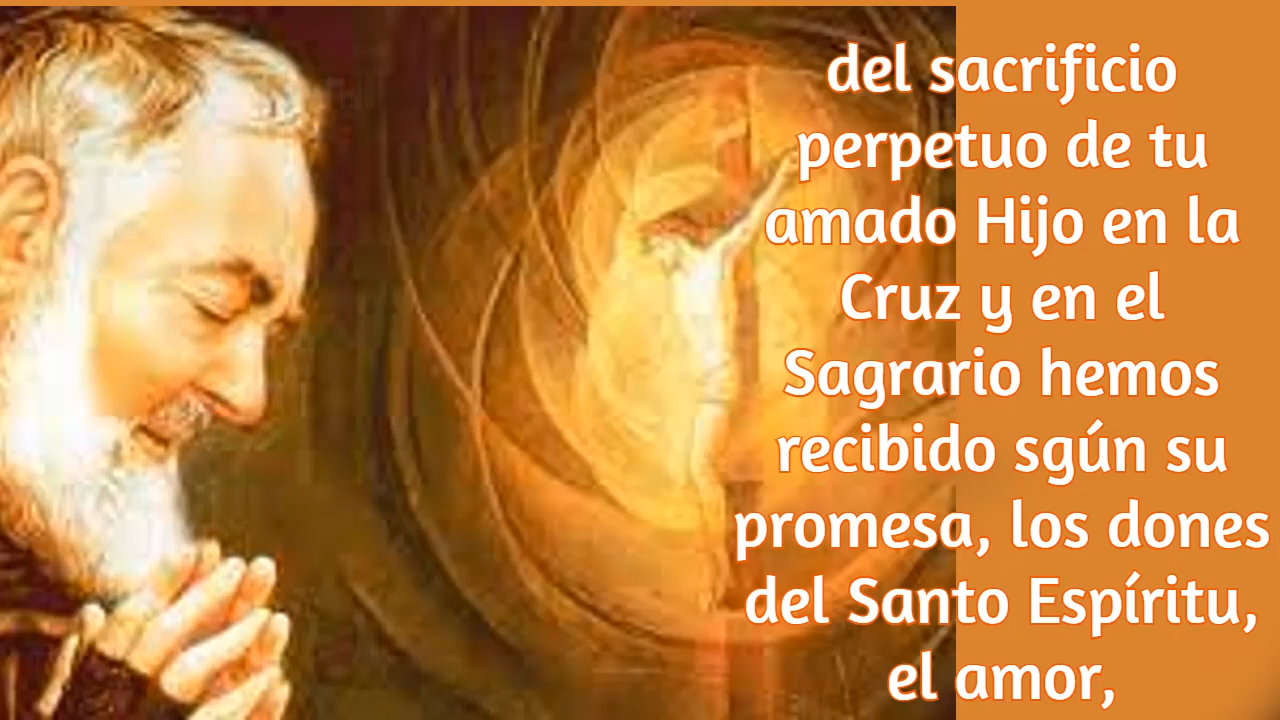 del sacrificio
perpetuo de tu
amado Hijo en la
Cruz y en el
Sagrario hemos
recibido sgún su
promesa, los dones
del Santo Espíritu,
el amor,